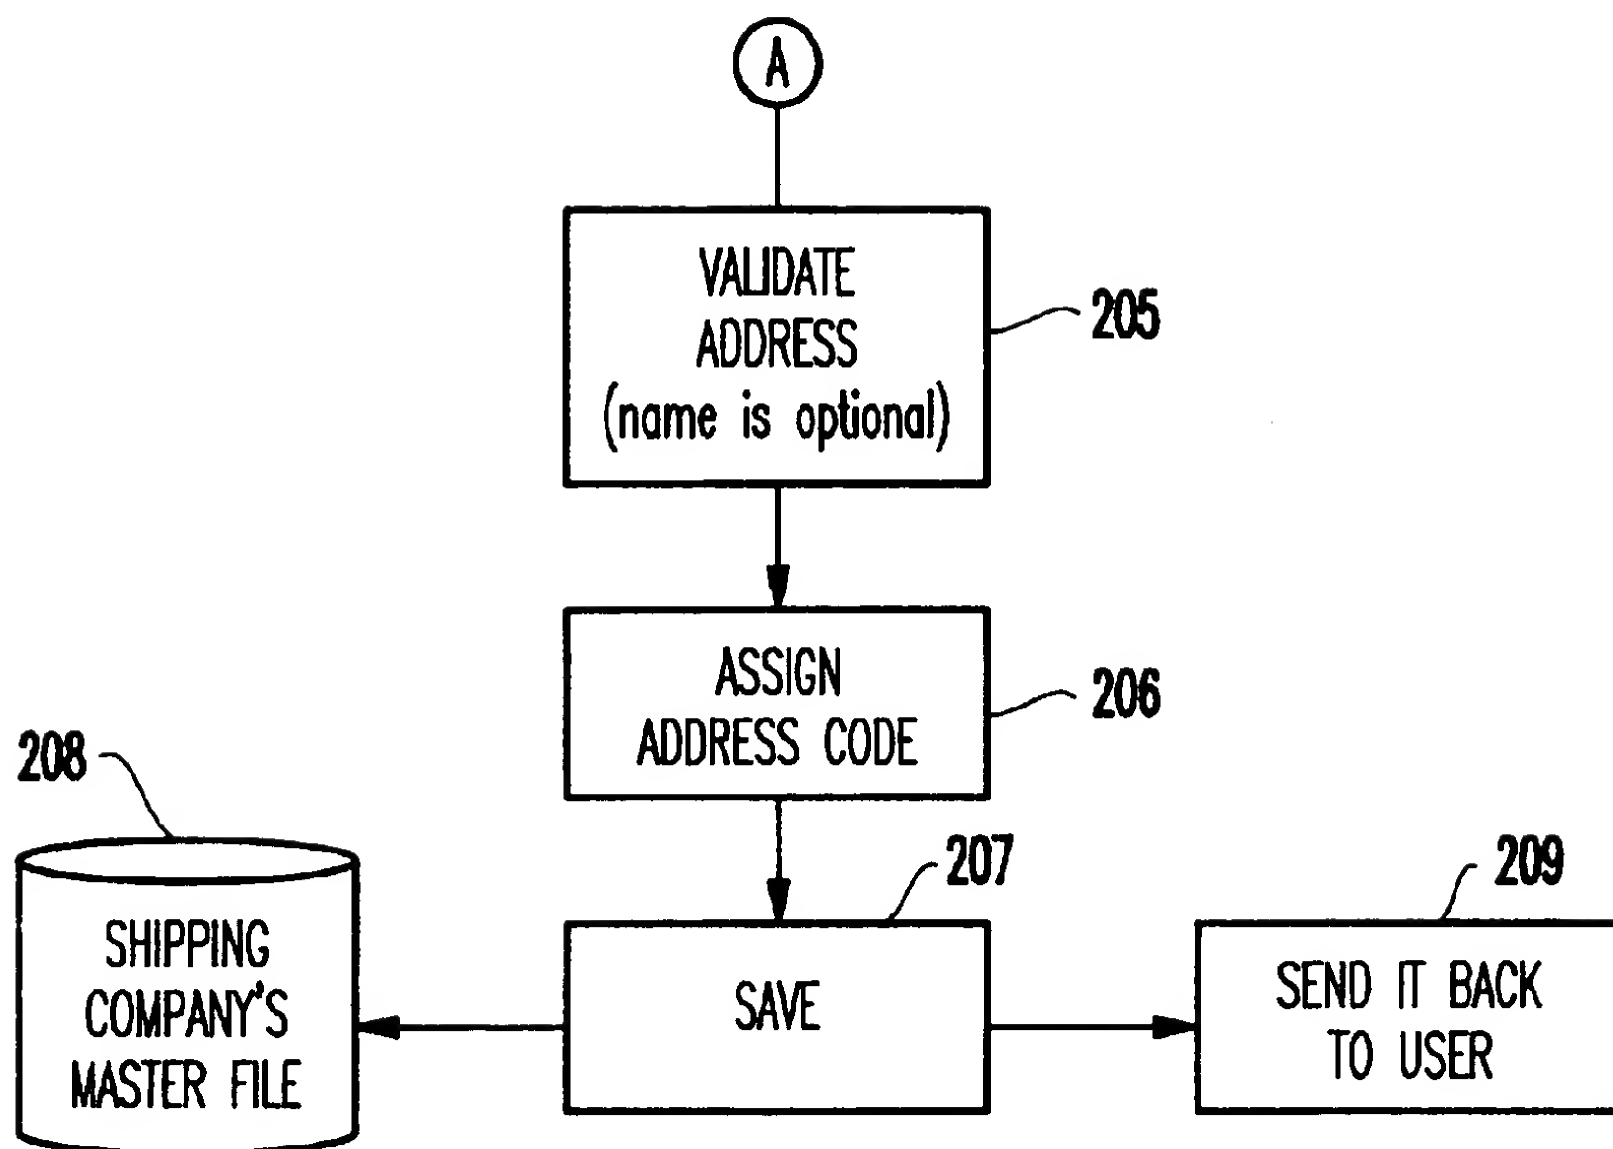 A
VALIDATE
ADDRESS
(name is optional)
205
ASSIGN
ADDRESS CODE
206
208
SHIPPING
COMPANY'S
MASTER FILE
207
SAVE
209
SEND IT BACK
TO USER